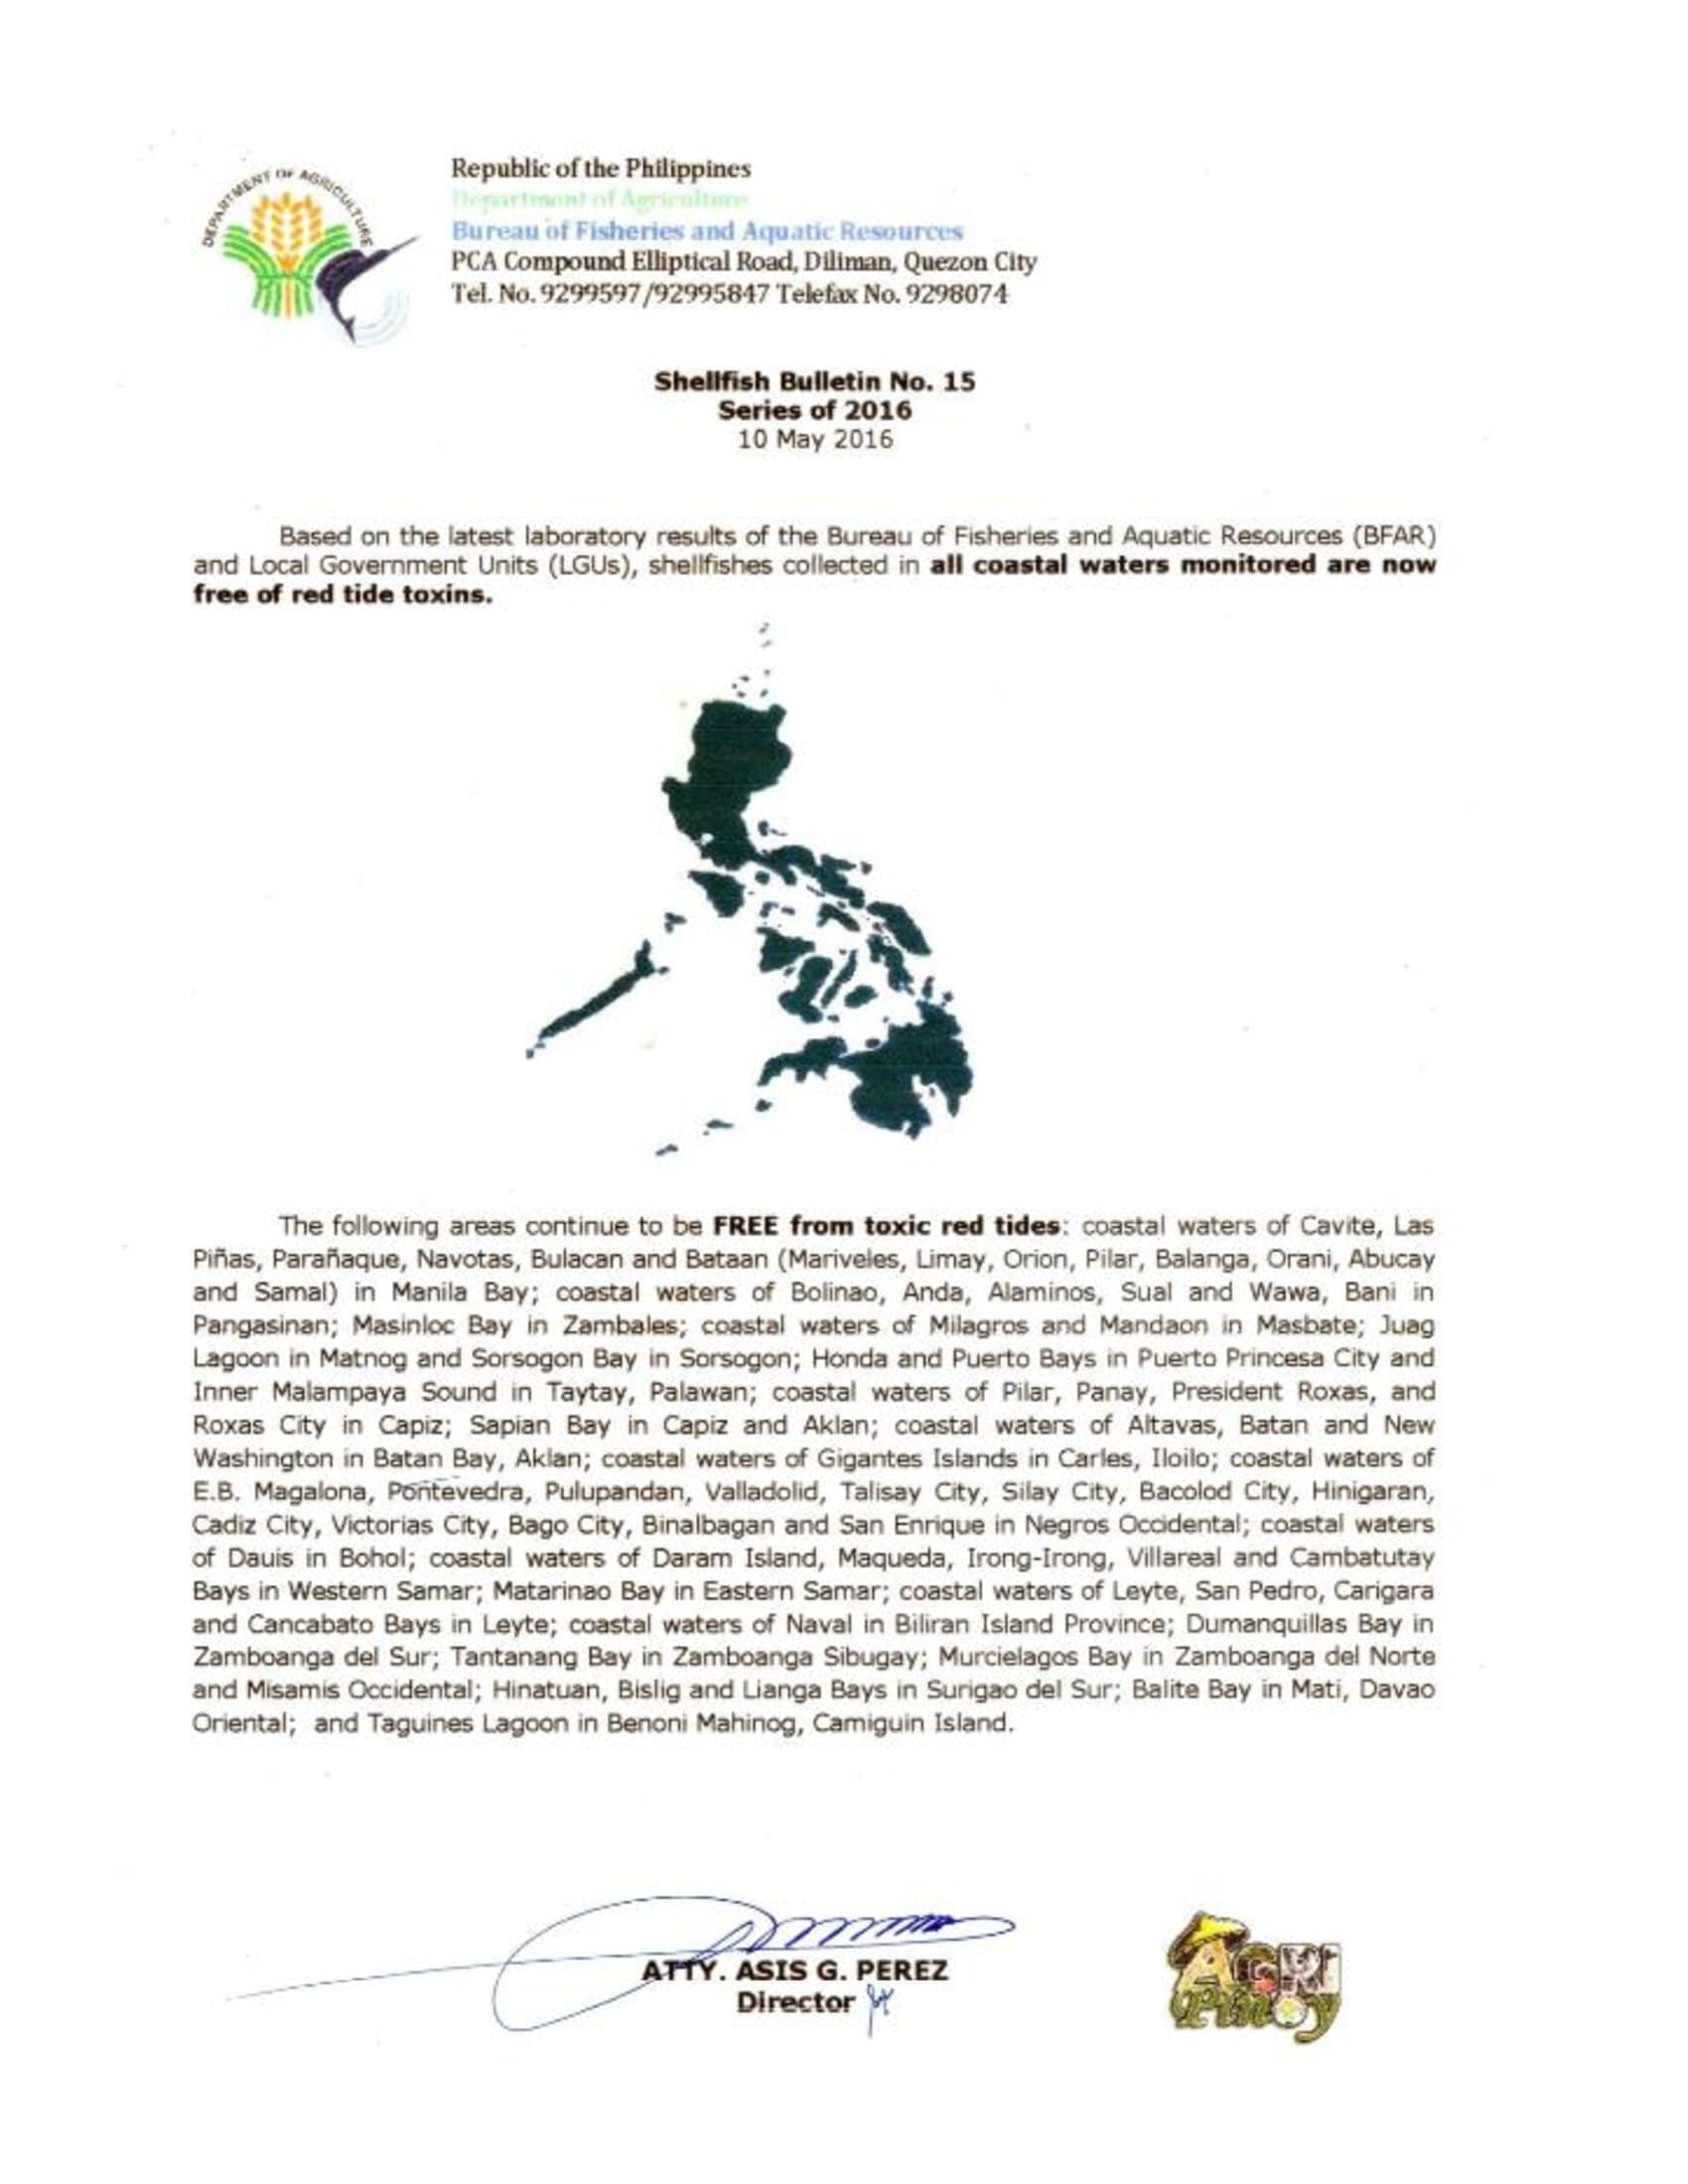 DEPARTMENT OF AGRICULTURE
Republic of the Philippines
Department of Agriculture
Bureau of Fisheries and Aquatic Resources
PCA Compound Elliptical Road, Diliman, Quezon City
Tel. No. 9299597/92995847 Telefax No. 9298074
Shellfish Bulletin No. 15
Series of 2016
10 May 2016
Based on the latest laboratory results of the Bureau of Fisheries and Aquatic Resources (BFAR)
and Local Government Units (LGUs), shellfishes collected in all coastal waters monitored are now
free of red tide toxins.
The following areas continue to be FREE from toxic red tides: coastal waters of Cavite, Las
Piñas, Parañaque, Navotas, Bulacan and Bataan (Mariveles, Limay, Orion, Pilar, Balanga, Orani, Abucay
and Samal) in Manila Bay; coastal waters of Bolinao, Anda, Alaminos, Sual and Wawa, Bani in
Pangasinan; Masinloc Bay in Zambales; coastal waters of Milagros and Mandaon in Masbate; Juag
Lagoon in Matnog and Sorsogon Bay in Sorsogon; Honda and Puerto Bays in Puerto Princesa City and
Inner Malampaya Sound in Taytay, Palawan; coastal waters of Pilar, Panay, President Roxas, and
Roxas City in Capiz; Sapian Bay in Capiz and Aklan; coastal waters of Altavas, Batan and New
Washington in Batan Bay, Aklan; coastal waters of Gigantes Islands in Carles, Iloilo; coastal waters of
E.B. Magalona, Pontevedra, Pulupandan, Valladolid, Talisay City, Silay City, Bacolod City, Hinigaran,
Cadiz City, Victorias City, Bago City, Binalbagan and San Enrique in Negros Occidental; coastal waters
of Dauis in Bohol; coastal waters of Daram Island, Maqueda, Irong-Irong, Villareal and Cambatutay
Bays in Western Samar; Matarinao Bay in Eastern Samar; coastal waters of Leyte, San Pedro, Carigara
and Cancabato Bays in Leyte; coastal waters of Naval in Biliran Island Province; Dumanquillas Bay in
Zamboanga del Sur; Tantanang Bay in Zamboanga Sibugay; Murcielagos Bay in Zamboanga del Norte
and Misamis Occidental; Hinatuan, Bislig and Lianga Bays in Surigao del Sur; Balite Bay in Mati, Davao
Oriental; and Taguines Lagoon in Benoni Mahinog, Camiguin Island.
ATTY. ASIS G. PEREZ
Director
AGRI
Pinoy